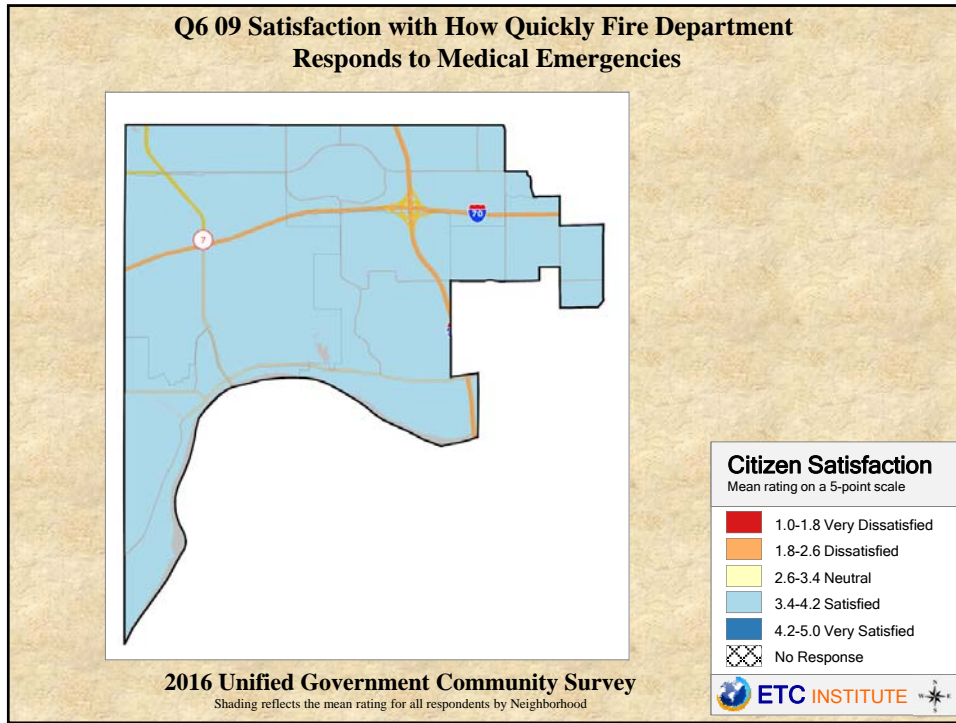 Q6 09 Satisfaction with How Quickly Fire Department
Responds to Medical Emergencies
70
7
Citizen Satisfaction
Mean rating on a 5-point scale
1.0-1.8 Very Dissatisfied
1.8-2.6 Dissatisfied
2.6-3.4 Neutral
3.4-4.2 Satisfied
4.2-5.0 Very Satisfied
No Response
2016 Unified Government Community Survey
Shading reflects the mean rating for all respondents by Neighborhood
ETC INSTITUTE
N
W E
S